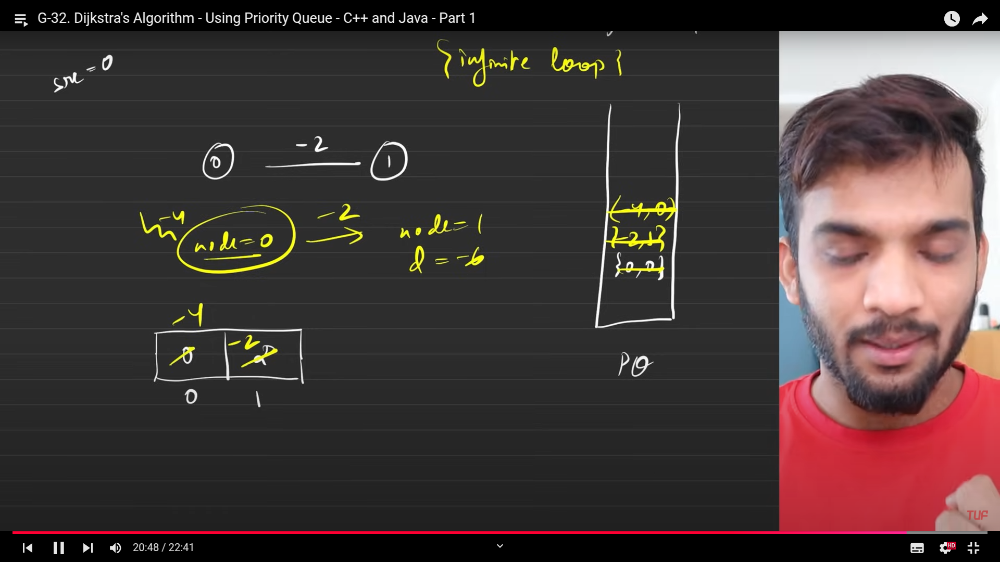 G-32. Dijkstra's Algorithm - Using Priority Queue - C++ and Java - Part 1
{infinite loop}
src = 0
0 -2 1
-4 node=0 -2 node=1
d = -6
(-4, 0)
{-2, 1}
{0, 0}
-4
0 -2
0 1
PQ
TUF
20:48 / 22:41
HD